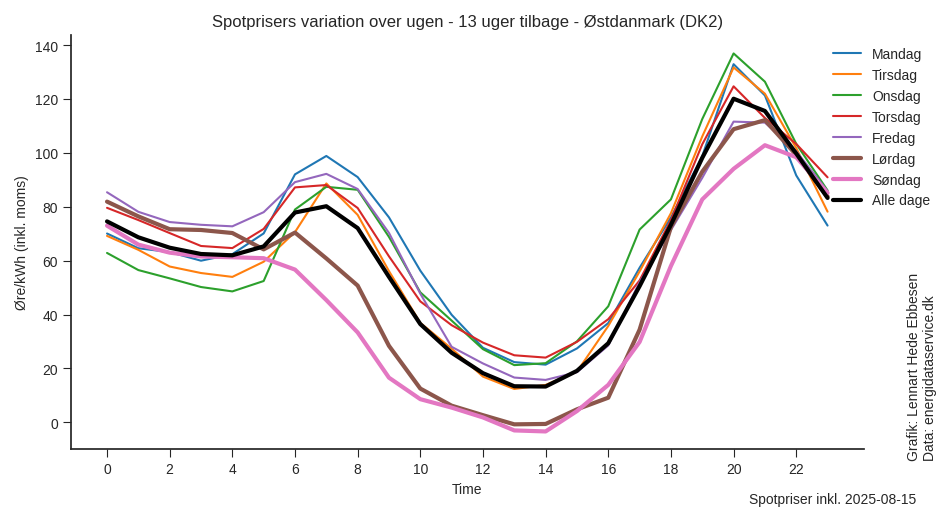 Spotprisers variation over ugen - 13 uger tilbage - Østdanmark (DK2)
Øre/kWh (inkl. moms)
140
120
100
80
60
40
20
0
0 2 4 6 8 10 12 14 16 18 20 22
Time
Mandag
Tirsdag
Onsdag
Torsdag
Fredag
Lørdag
Søndag
Alle dage
Grafik: Lennart Hede Ebbesen
Data: energidataservice.dk
Spotpriser inkl. 2025-08-15